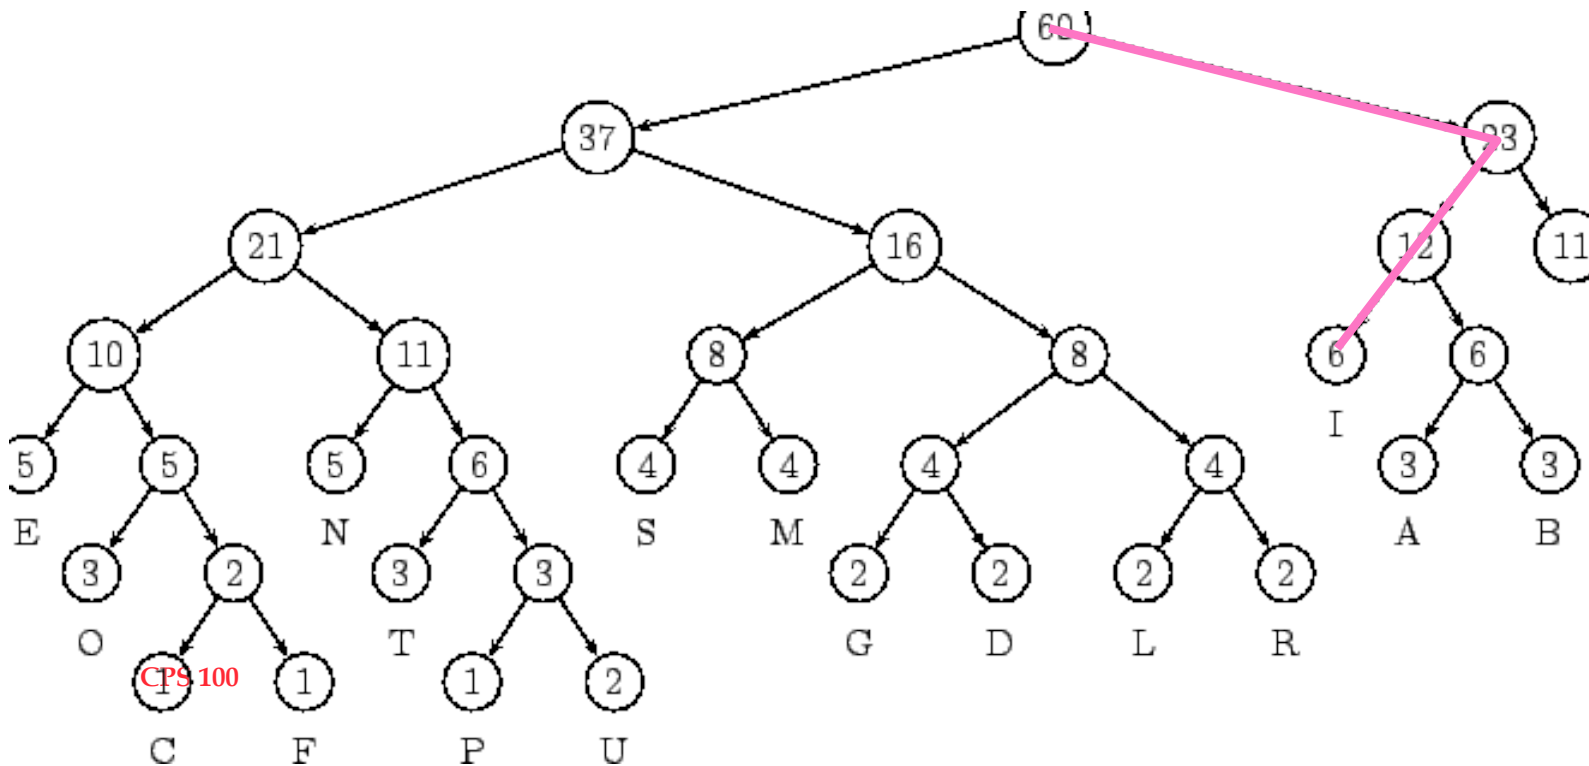 60
37 23
21 16 12 11
10 11 8 8 6 6
I
5 5 5 6 4 4 4 4 3 3
E N S M A B
3 2 3 3 2 2 2 2
O T G D L R
CPS 100
1 1 1 2
C F P U